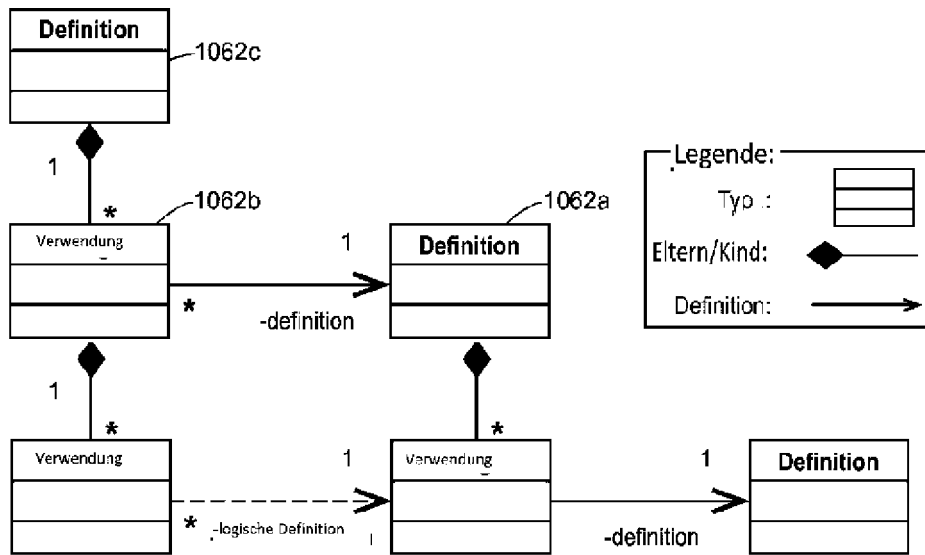 Definition
1062c
1
*
Verwendung
1062b
1
*
-definition
Definition
1062a
Legende:
Typ .:
Eltern/Kind:
Definition:
1
*
*
Verwendung
1
*
-logische Definition
Verwendung
1
-definition
Definition